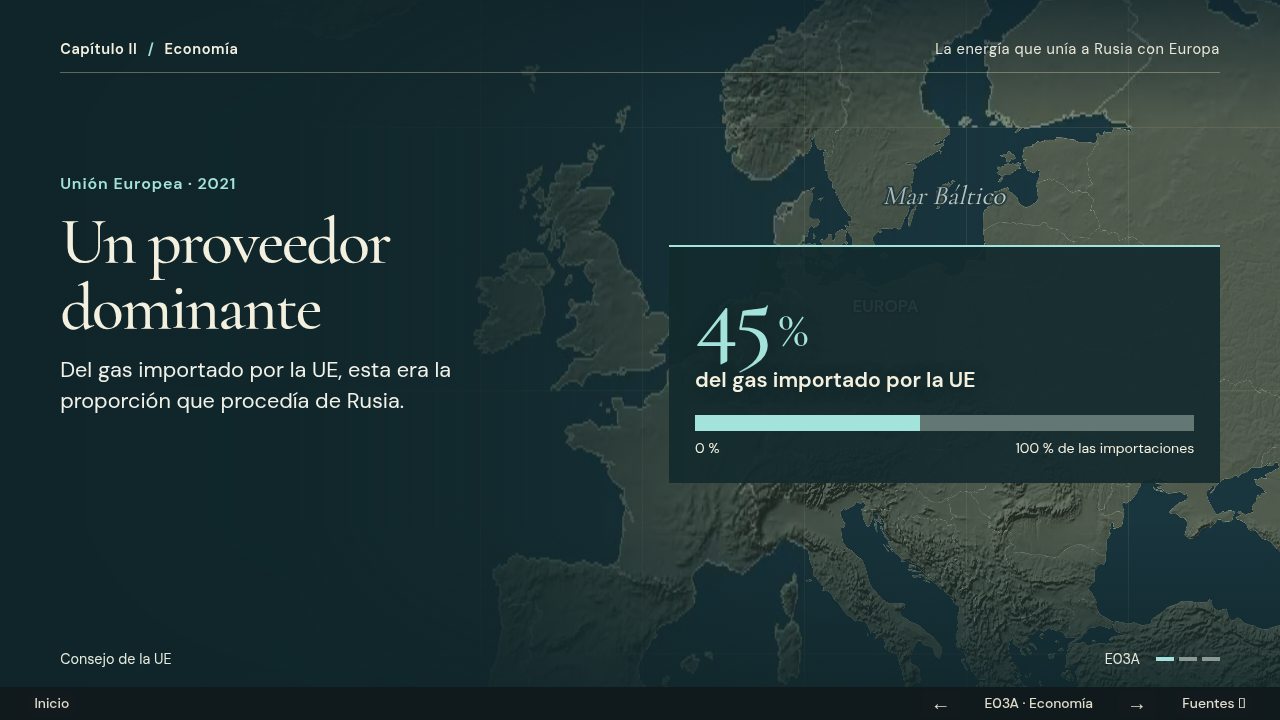 Capítulo II / Economía
La energía que unía a Rusia con Europa
Unión Europea · 2021
Un proveedor
dominante
Del gas importado por la UE, esta era la
proporción que procedía de Rusia.
Mar Báltico
EUROPA
45 %
del gas importado por la UE
0 %
100 % de las importaciones
Consejo de la UE
E03A
Inicio
← E03A · Economía →
Fuentes